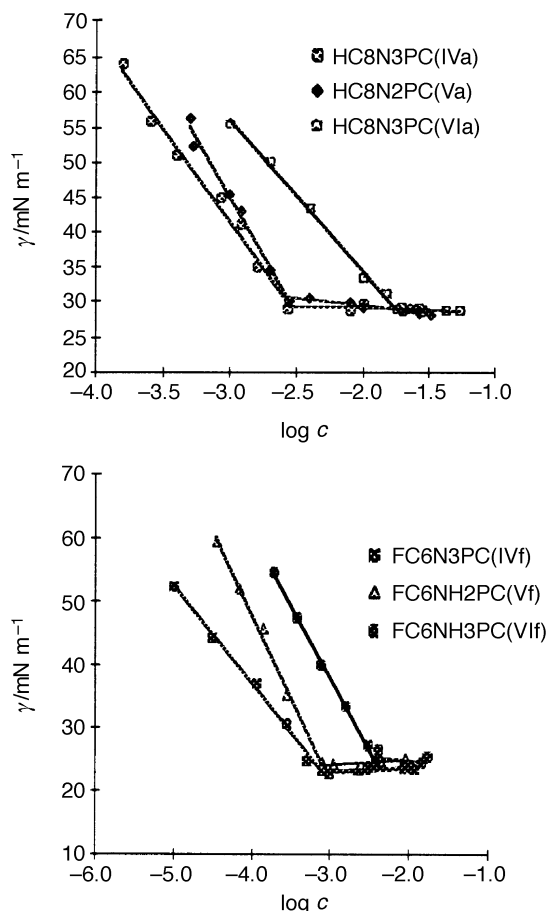 70
65
60
55
50
45
40
35
30
25
20
γ/mN m⁻¹
HC8N3PC(IVa)
HC8N2PC(Va)
HC8N3PC(VIa)
−4.0 −3.5 −3.0 −2.5 −2.0 −1.5 −1.0
log c
70
60
50
40
30
20
10
γ/mN m⁻¹
FC6N3PC(IVf)
FC6NH2PC(Vf)
FC6NH3PC(VIf)
−6.0 −5.0 −4.0 −3.0 −2.0 −1.0
log c